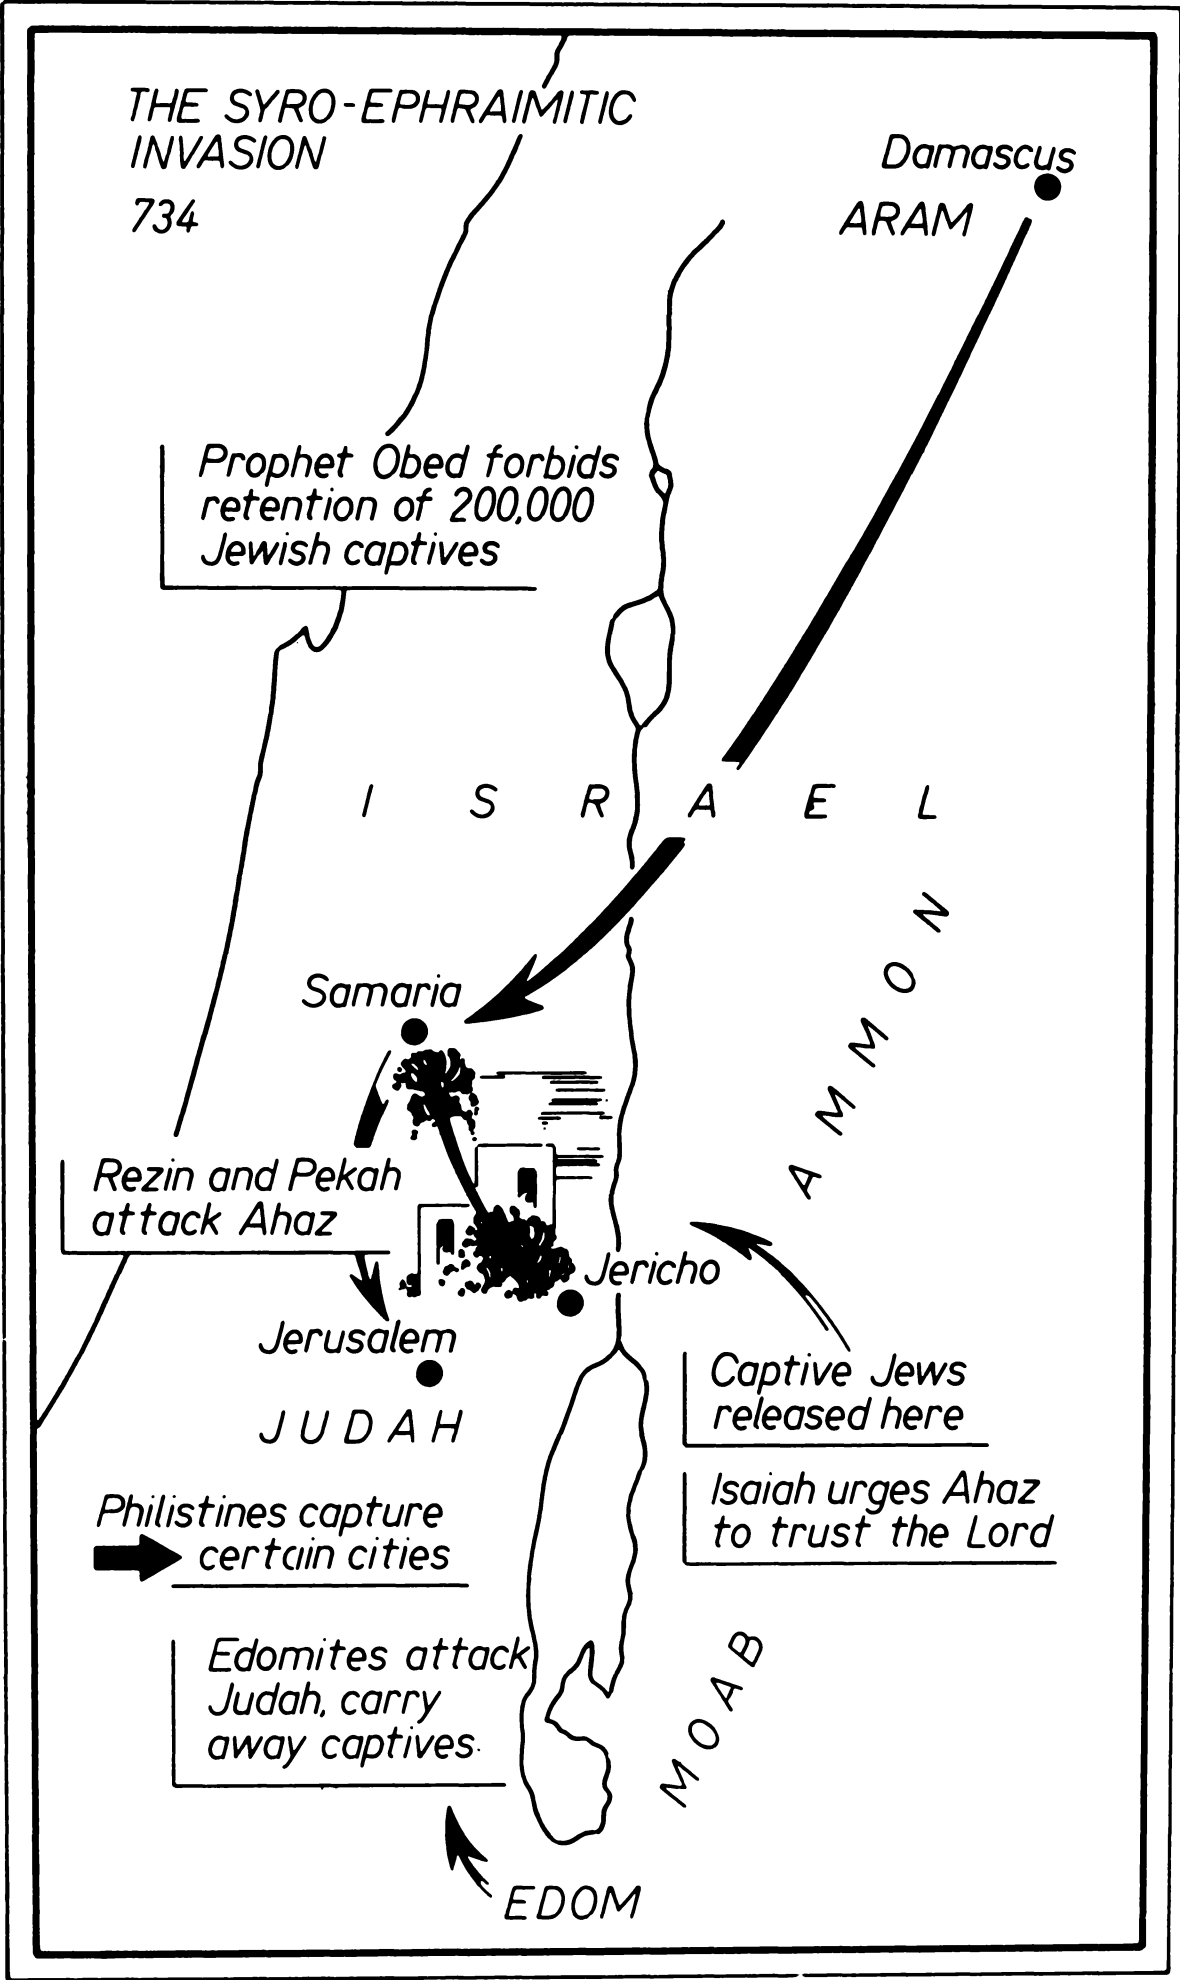 THE SYRO-EPHRAIMITIC
INVASION
734
Damascus
ARAM
Prophet Obed forbids
retention of 200,000
Jewish captives
ISRAEL
AMMON
Samaria
Rezin and Pekah
attack Ahaz
Jericho
Jerusalem
JUDAH
Captive Jews
released here
Isaiah urges Ahaz
to trust the Lord
Philistines capture
certain cities
Edomites attack
Judah, carry
away captives
MOAB
EDOM